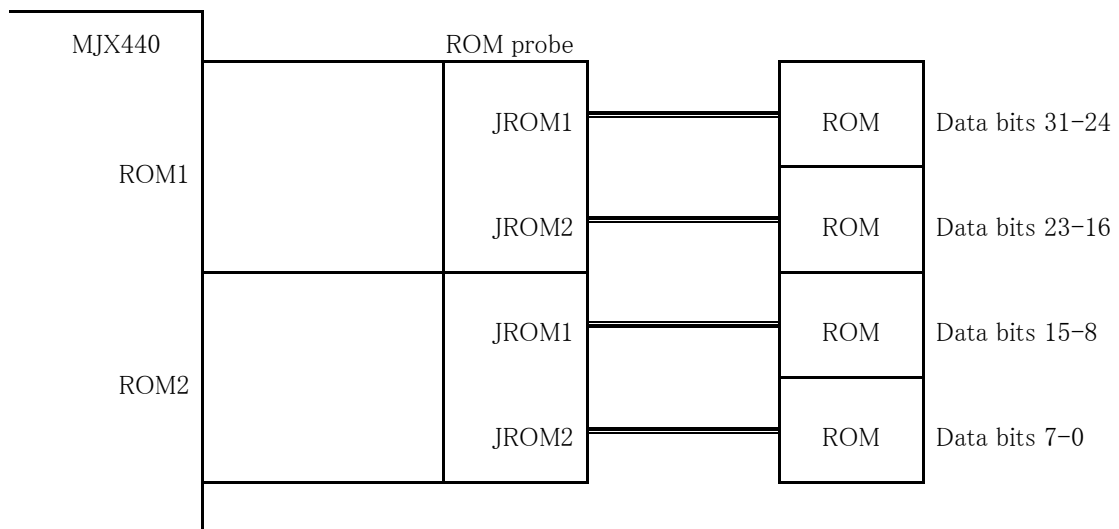 MJX440
ROM probe
JROM1
ROM
Data bits 31-24
ROM1
JROM2
ROM
Data bits 23-16
JROM1
ROM
Data bits 15-8
ROM2
JROM2
ROM
Data bits 7-0